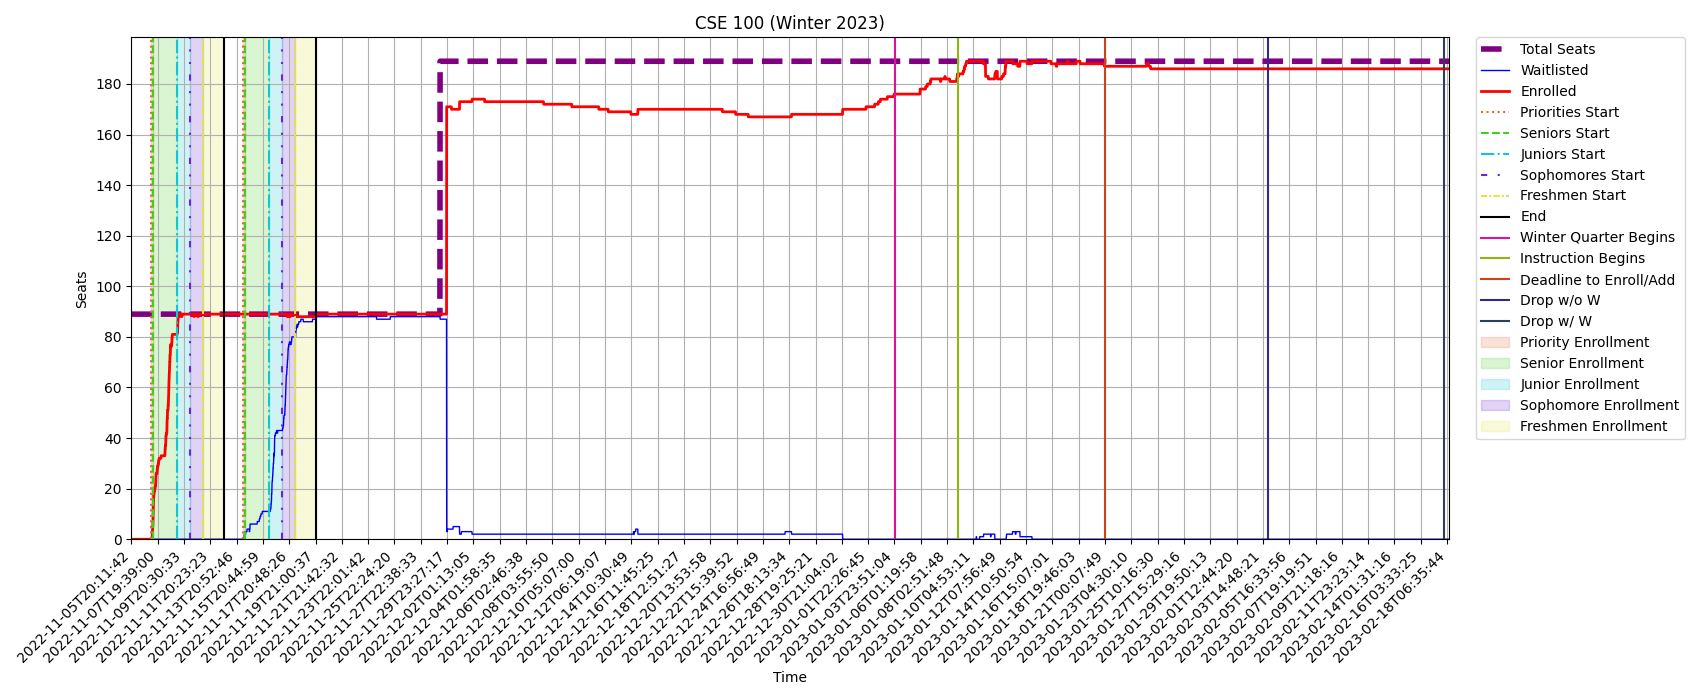 CSE 100 (Winter 2023)
Seats
180
160
140
120
100
80
60
40
20
0
2022-11-05T20:11:42
2022-11-07T19:39:00
2022-11-09T20:30:33
2022-11-11T20:23:23
2022-11-13T20:52:46
2022-11-15T20:44:59
2022-11-17T20:48:26
2022-11-19T21:00:37
2022-11-21T21:42:32
2022-11-23T22:01:42
2022-11-25T22:24:20
2022-11-27T22:38:33
2022-11-29T23:27:17
2022-12-02T01:13:05
2022-12-04T01:58:35
2022-12-06T02:46:38
2022-12-08T03:55:50
2022-12-10T05:07:00
2022-12-12T06:19:07
2022-12-14T10:30:49
2022-12-16T11:45:25
2022-12-18T12:51:27
2022-12-20T13:53:58
2022-12-22T15:39:52
2022-12-24T16:56:49
2022-12-26T18:13:34
2022-12-28T19:25:21
2022-12-30T21:04:02
2023-01-01T22:26:45
2023-01-03T23:51:04
2023-01-06T01:19:58
2023-01-08T02:51:48
2023-01-10T04:53:11
2023-01-12T07:56:49
2023-01-14T10:50:54
2023-01-16T15:07:01
2023-01-18T19:46:03
2023-01-21T00:07:49
2023-01-23T04:30:16
2023-01-25T10:16:30
2023-01-27T15:29:16
2023-01-29T19:50:13
2023-02-01T12:44:20
2023-02-03T14:48:21
2023-02-05T16:33:56
2023-02-07T19:19:51
2023-02-09T21:18:16
2023-02-11T23:23:14
2023-02-14T01:31:16
2023-02-16T03:33:25
2023-02-18T06:35:44
Time
Total Seats
Waitlisted
Enrolled
Priorities Start
Seniors Start
Juniors Start
Sophomores Start
Freshmen Start
End
Winter Quarter Begins
Instruction Begins
Deadline to Enroll/Add
Drop w/o W
Drop w/ W
Priority Enrollment
Senior Enrollment
Junior Enrollment
Sophomore Enrollment
Freshmen Enrollment